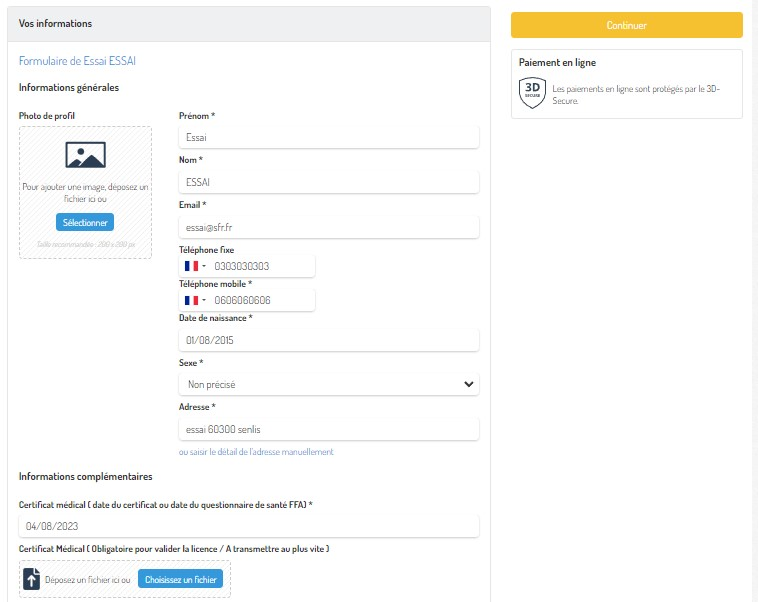 Vos informations
Formulaire de Essai ESSAI
Informations générales
Photo de profil
Pour ajouter une image, déposez un
fichier ici ou
Sélectionner
Taille recommandée : 200 x 200 px
Prénom *
Essai
Nom *
ESSAI
Email *
essai@sfr.fr
Téléphone fixe
0303030303
Téléphone mobile *
0606060606
Date de naissance *
01/08/2015
Sexe *
Non précisé
Adresse *
essai 60300 senlis
ou saisir le détail de l'adresse manuellement
Informations complémentaires
Certificat médical ( date du certificat ou date du questionnaire de santé FFA) *
04/08/2023
Certificat Médical ( Obligatoire pour valider la licence / A transmettre au plus vite )
Déposez un fichier ici ou
Choisissez un fichier
Continuer
Paiement en ligne
3D
SECURE
Les paiements en ligne sont protégés par le 3D-
Secure.